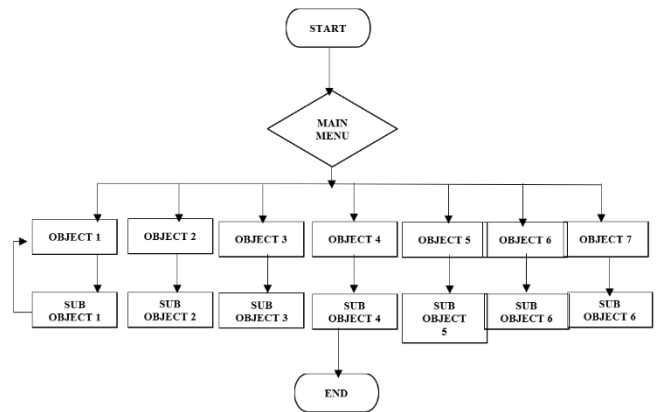 START
MAIN
MENU
OBJECT 1
OBJECT 2
OBJECT 3
OBJECT 4
OBJECT 5
OBJECT 6
OBJECT 7
SUB
OBJECT 1
SUB
OBJECT 2
SUB
OBJECT 3
SUB
OBJECT 4
SUB
OBJECT
5
SUB
OBJECT 6
SUB
OBJECT 6
END